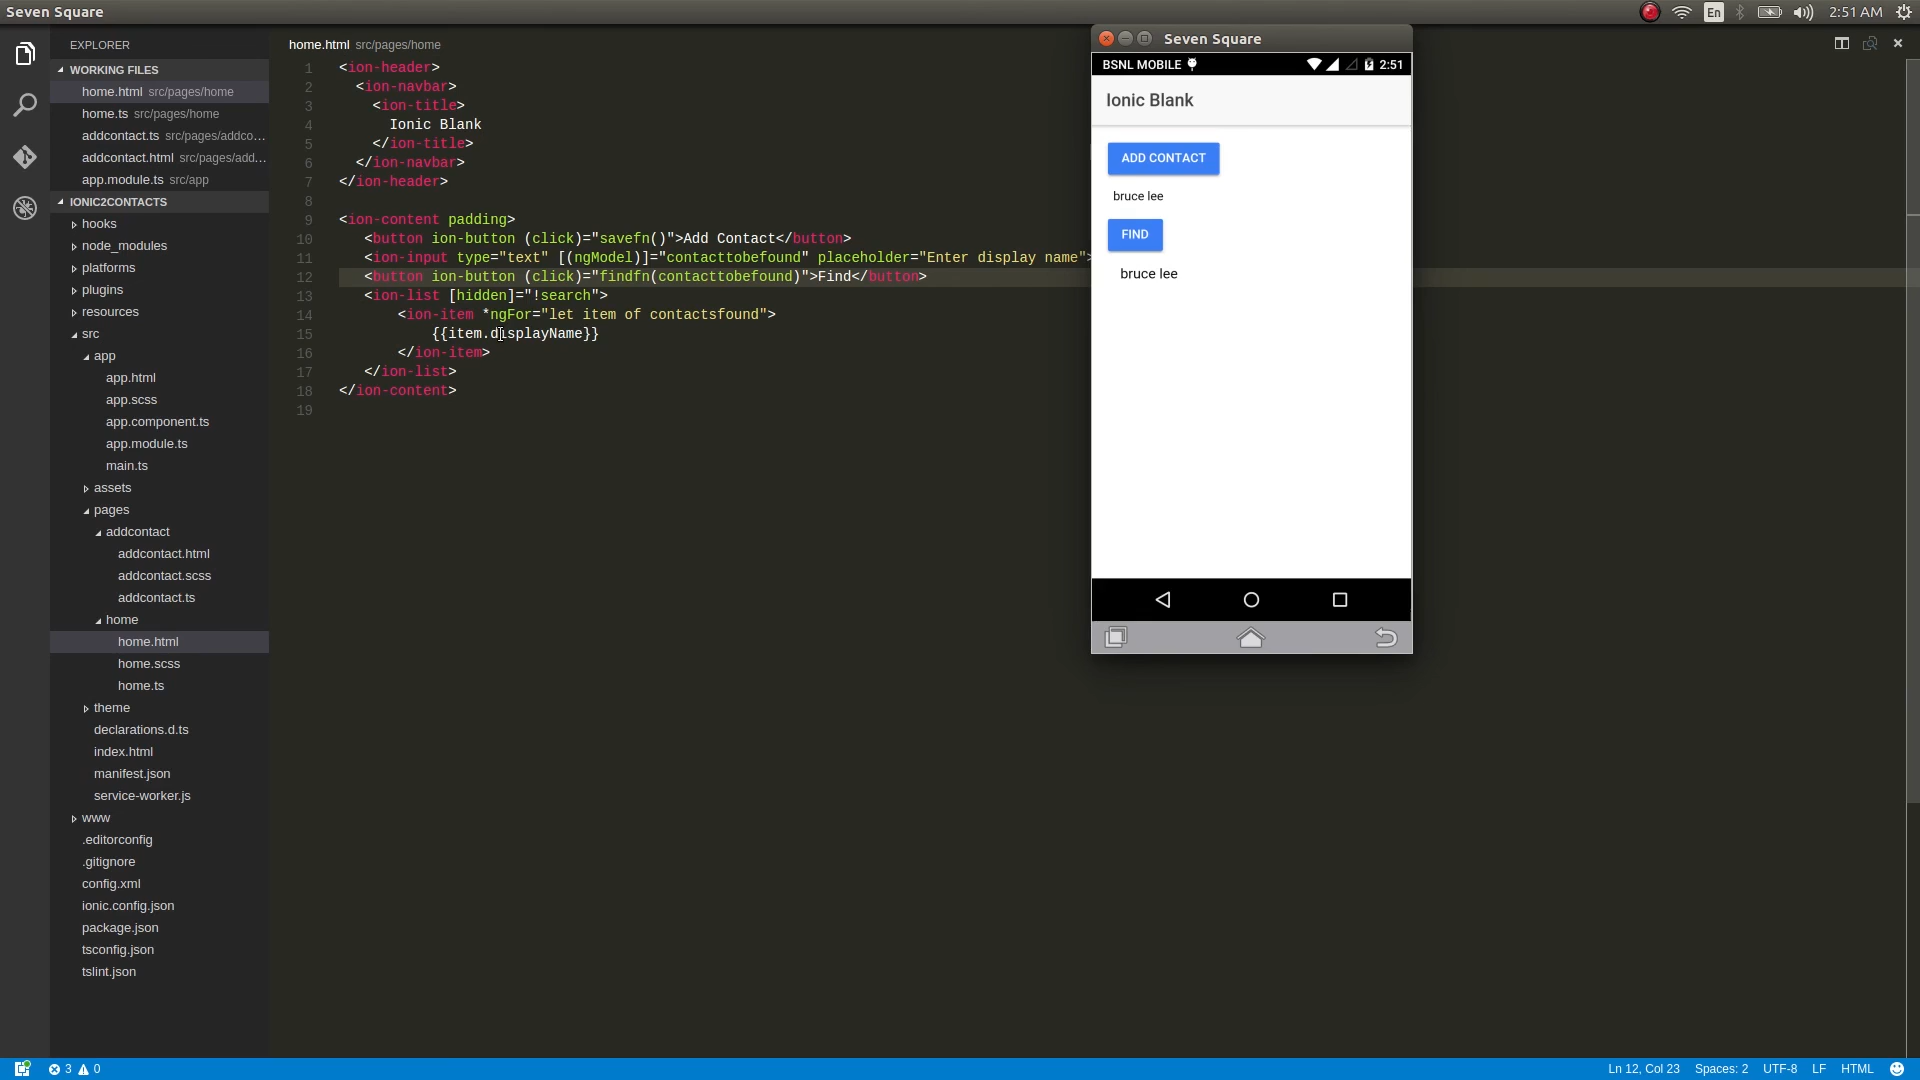 Seven Square
En
2:51 AM
EXPLORER
WORKING FILES
home.html src/pages/home
home.ts src/pages/home
addcontact.ts src/pages/addco...
addcontact.html src/pages/add...
app.module.ts src/app
IONIC2CONTACTS
hooks
node_modules
platforms
plugins
resources
src
app
app.html
app.scss
app.component.ts
app.module.ts
main.ts
assets
pages
addcontact
addcontact.html
addcontact.scss
addcontact.ts
home
home.html
home.scss
home.ts
theme
declarations.d.ts
index.html
manifest.json
service-worker.js
www
.editorconfig
.gitignore
config.xml
ionic.config.json
package.json
tsconfig.json
tslint.json
home.html src/pages/home
1 <ion-header>
2 <ion-navbar>
3 <ion-title>
4 Ionic Blank
5 </ion-title>
6 </ion-navbar>
7 </ion-header>
8
9 <ion-content padding>
10 <button ion-button (click)="savefn()">Add Contact</button>
11 <ion-input type="text" [(ngModel)]="contacttobefound" placeholder="Enter display name">
12 <button ion-button (click)="findfn(contacttobefound)">Find</button>
13 <ion-list [hidden]="!search">
14 <ion-item *ngFor="let item of contactsfound">
15 {{item.displayName}}
16 </ion-item>
17 </ion-list>
18 </ion-content>
19
Seven Square
BSNL MOBILE 2:51
Ionic Blank
ADD CONTACT
bruce lee
FIND
bruce lee
3 0
Ln 12, Col 23 Spaces: 2 UTF-8 LF HTML